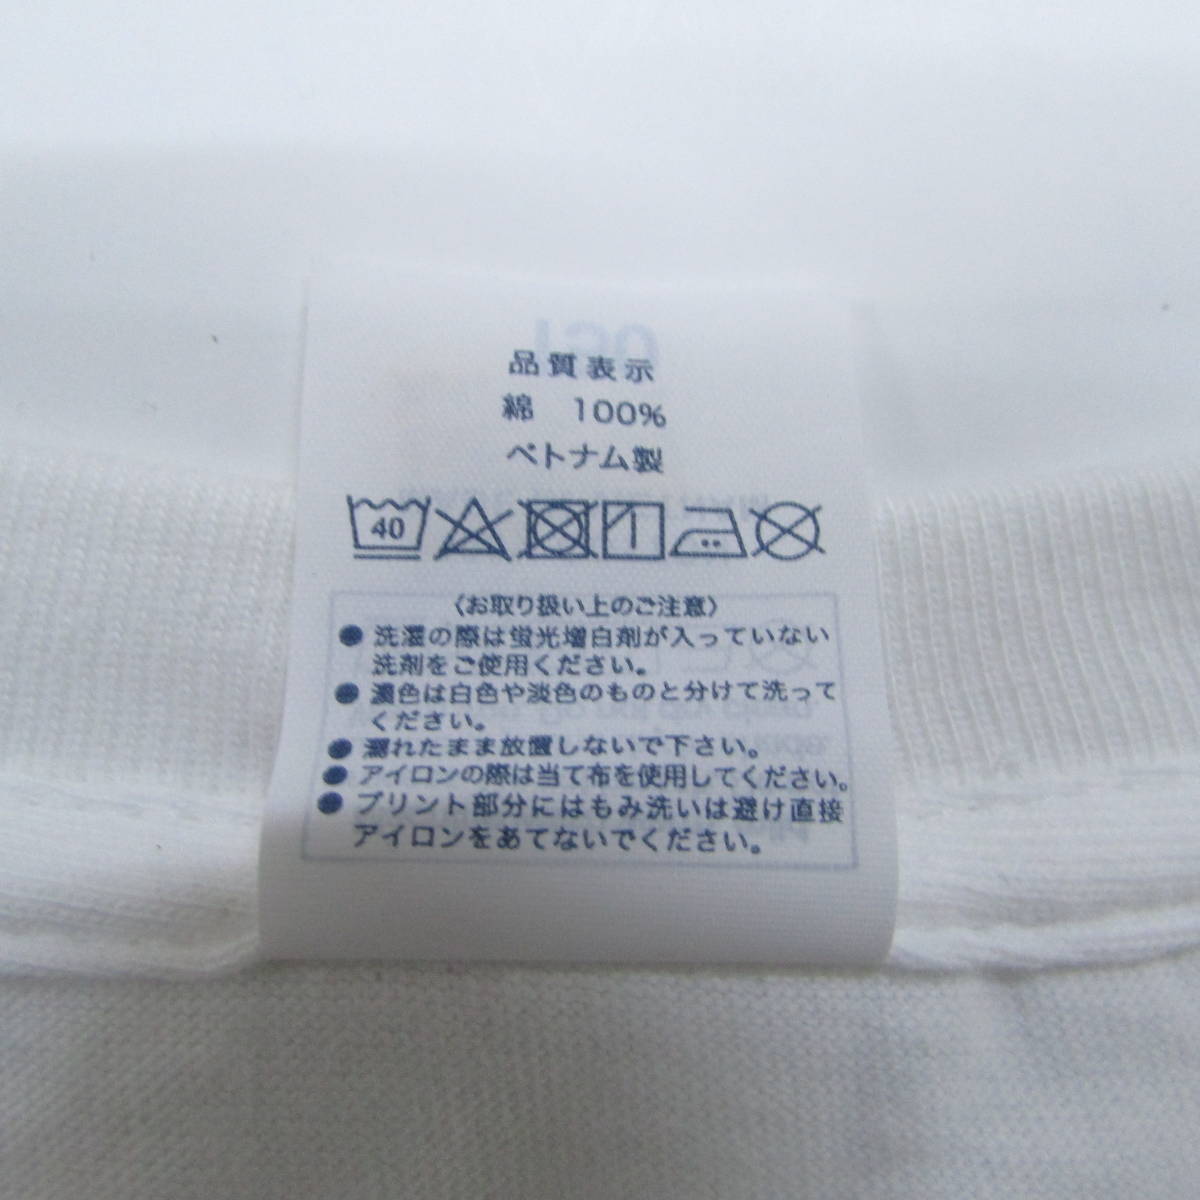 品質表示
綿 100%
ベトナム製
40
〈お取り扱い上のご注意〉
● 洗濯の際は蛍光増白剤が入っていない
洗剤をご使用ください。
● 濃色は白色や淡色のものと分けて洗って
ください。
● 濡れたまま放置しないで下さい。
● アイロンの際は当て布を使用してください。
● プリント部分にはもみ洗いは避け直接
アイロンをあてないでください。